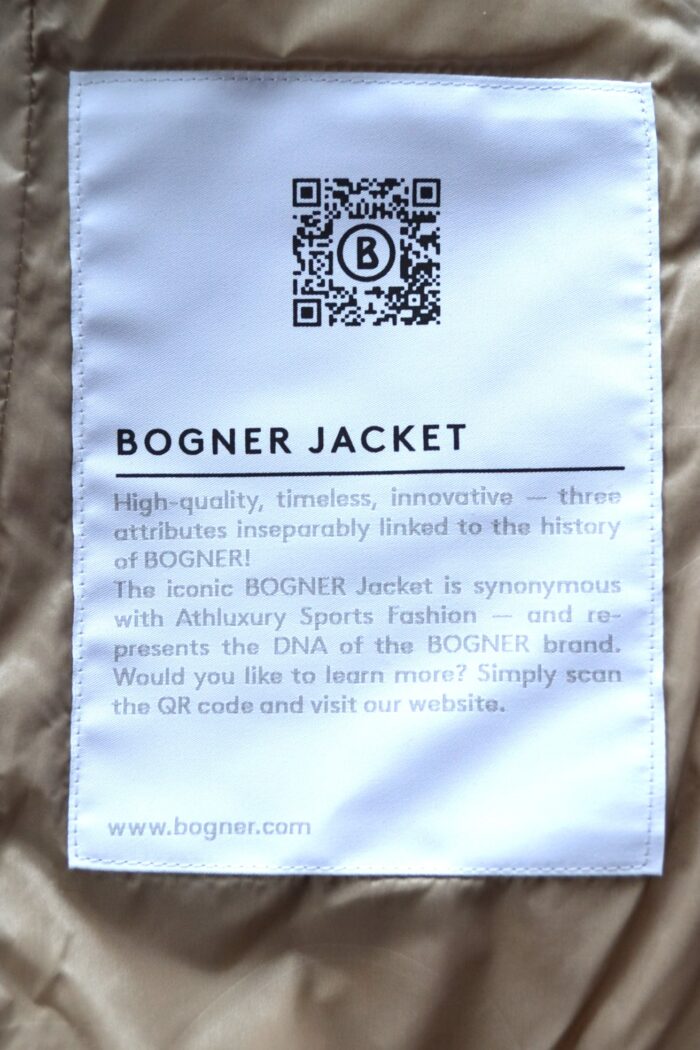 B
BOGNER JACKET
High-quality, timeless, innovative — three
attributes inseparably linked to the history
of BOGNER!
The iconic BOGNER Jacket is synonymous
with Athluxury Sports Fashion — and re-
presents the DNA of the BOGNER brand.
Would you like to learn more? Simply scan
the QR code and visit our website.
www.bogner.com